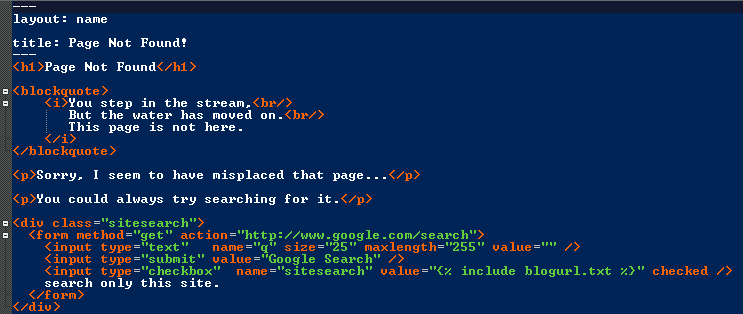 ---
layout: name
title: Page Not Found!
---
<h1>Page Not Found</h1>
<blockquote>
<i>You step in the stream,<br/>
But the water has moved on.<br/>
This page is not here.
</i>
</blockquote>
<p>Sorry, I seem to have misplaced that page...</p>
<p>You could always try searching for it.</p>
<div class="sitesearch">
<form method="get" action="http://www.google.com/search">
<input type="text"   name="q" size="25" maxlength="255" value="" />
<input type="submit" value="Google Search" />
<input type="checkbox"  name="sitesearch" value="{% include blogurl.txt %}" checked />
search only this site.
</form>
</div>